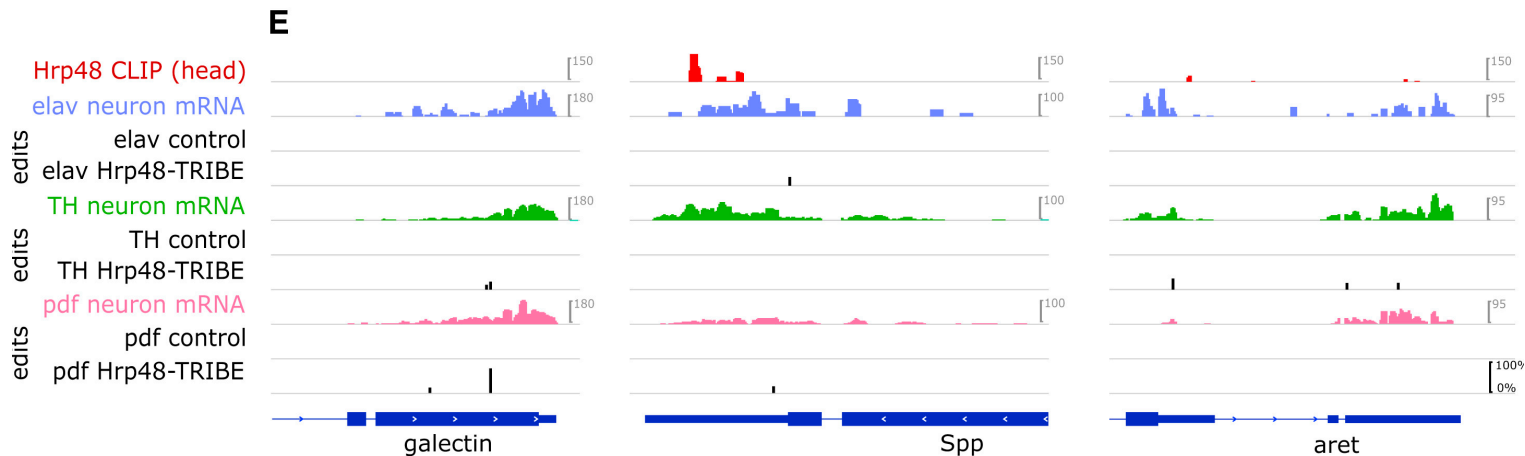 E
Hrp48 CLIP (head) 150 150 150
elav neuron mRNA 180 100 95
edits
elav control
elav Hrp48-TRIBE
TH neuron mRNA 180 100 95
edits
TH control
TH Hrp48-TRIBE
pdf neuron mRNA 180 100 95
edits
pdf control
pdf Hrp48-TRIBE 100% 0%
galectin Spp aret